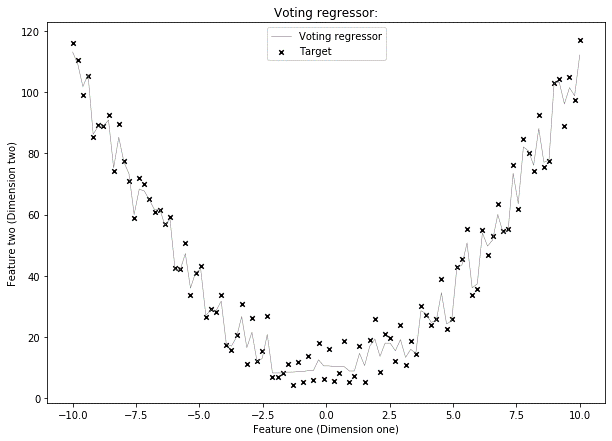 Voting regressor:
Voting regressor
Target
120
100
80
60
40
20
0
Feature two (Dimension two)
−10.0 −7.5 −5.0 −2.5 0.0 2.5 5.0 7.5 10.0
Feature one (Dimension one)